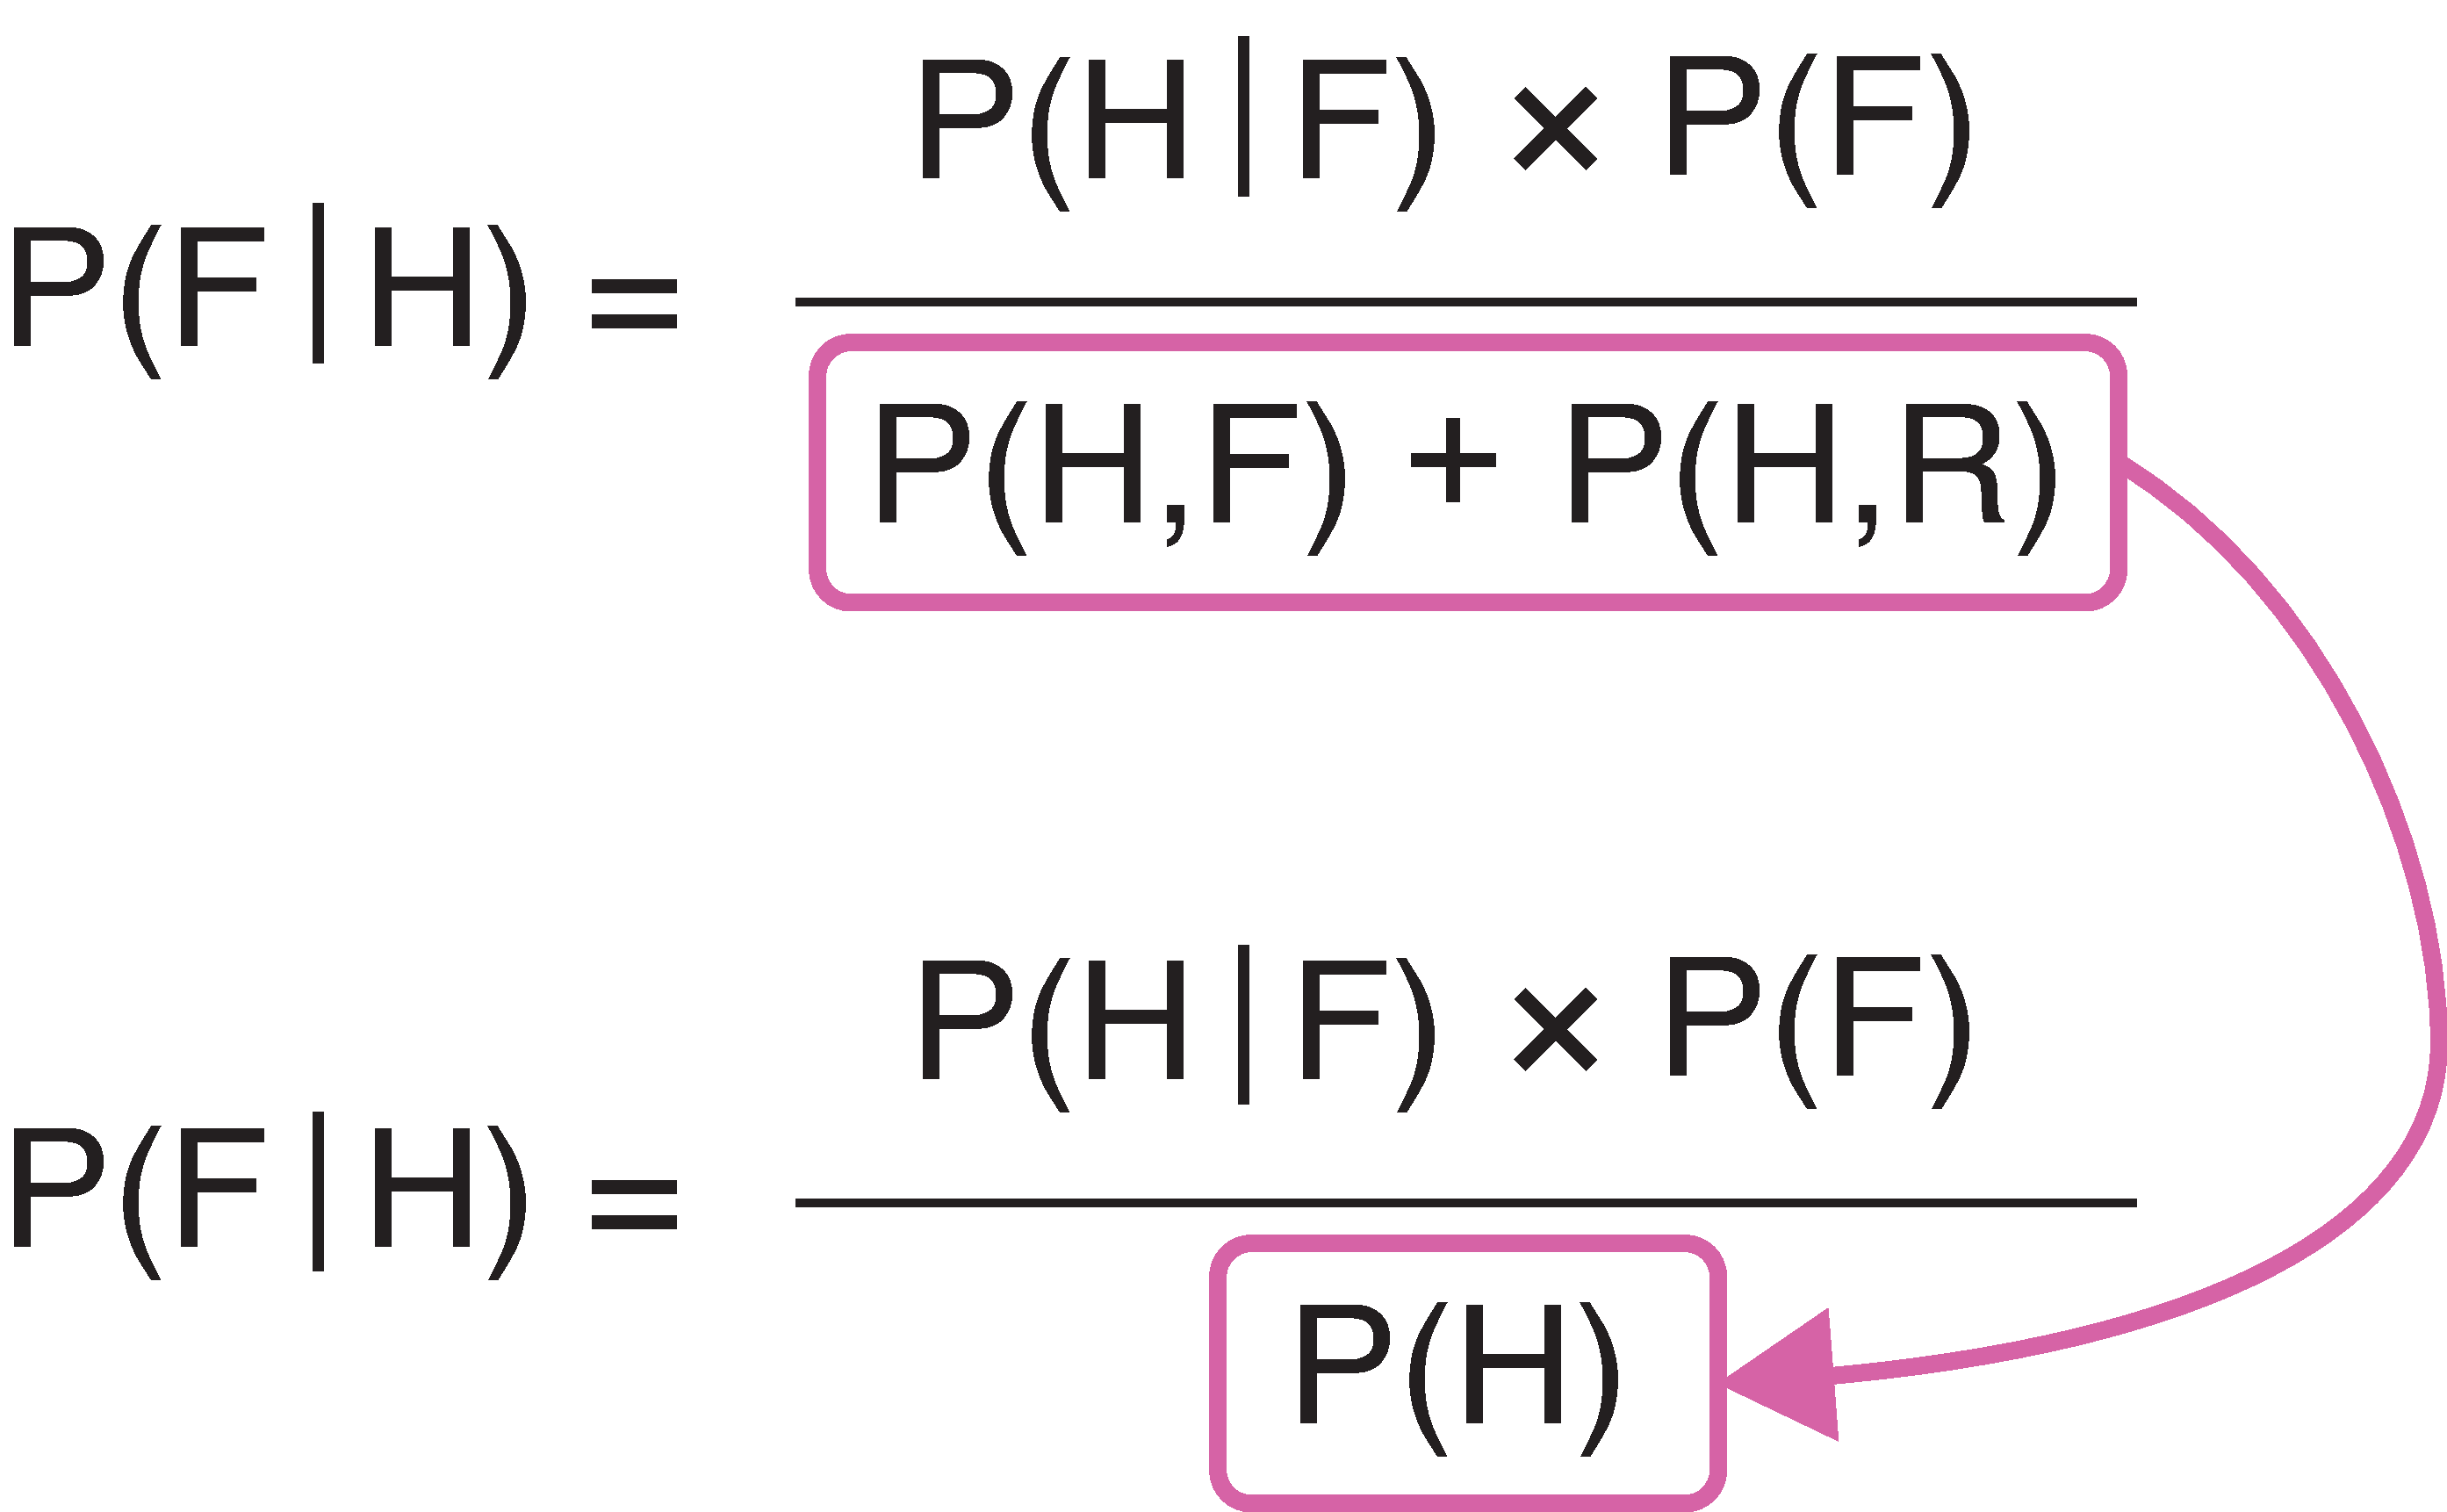 P(H|F) × P(F)
P(F|H) =
P(H,F) + P(H,R)
P(H|F) × P(F)
P(F|H) =
P(H)